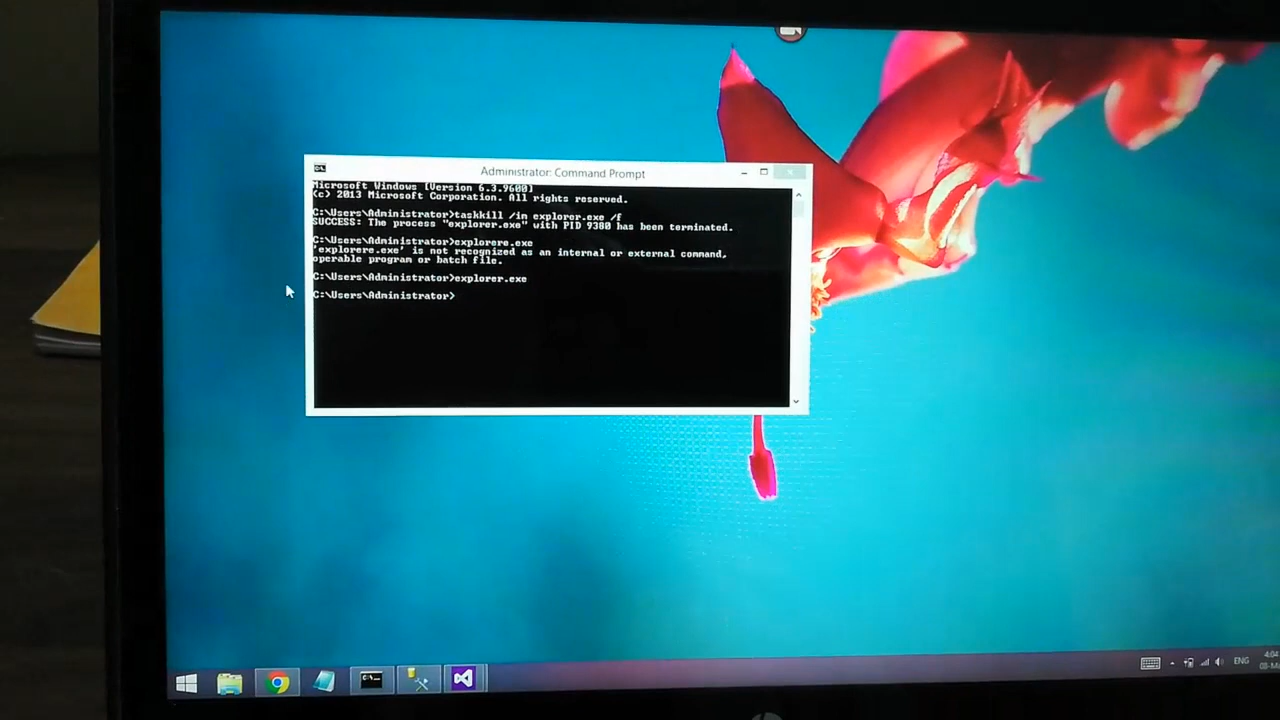 Administrator: Command Prompt
Microsoft Windows [Version 6.3.9600]
(c) 2013 Microsoft Corporation. All rights reserved.
C:\Users\Administrator>taskkill /im explorer.exe /f
SUCCESS: The process "explorer.exe" with PID 9380 has been terminated.
C:\Users\Administrator>explorere.exe
'explorere.exe' is not recognized as an internal or external command,
operable program or batch file.
C:\Users\Administrator>explorer.exe
C:\Users\Administrator>
ENG
4:04